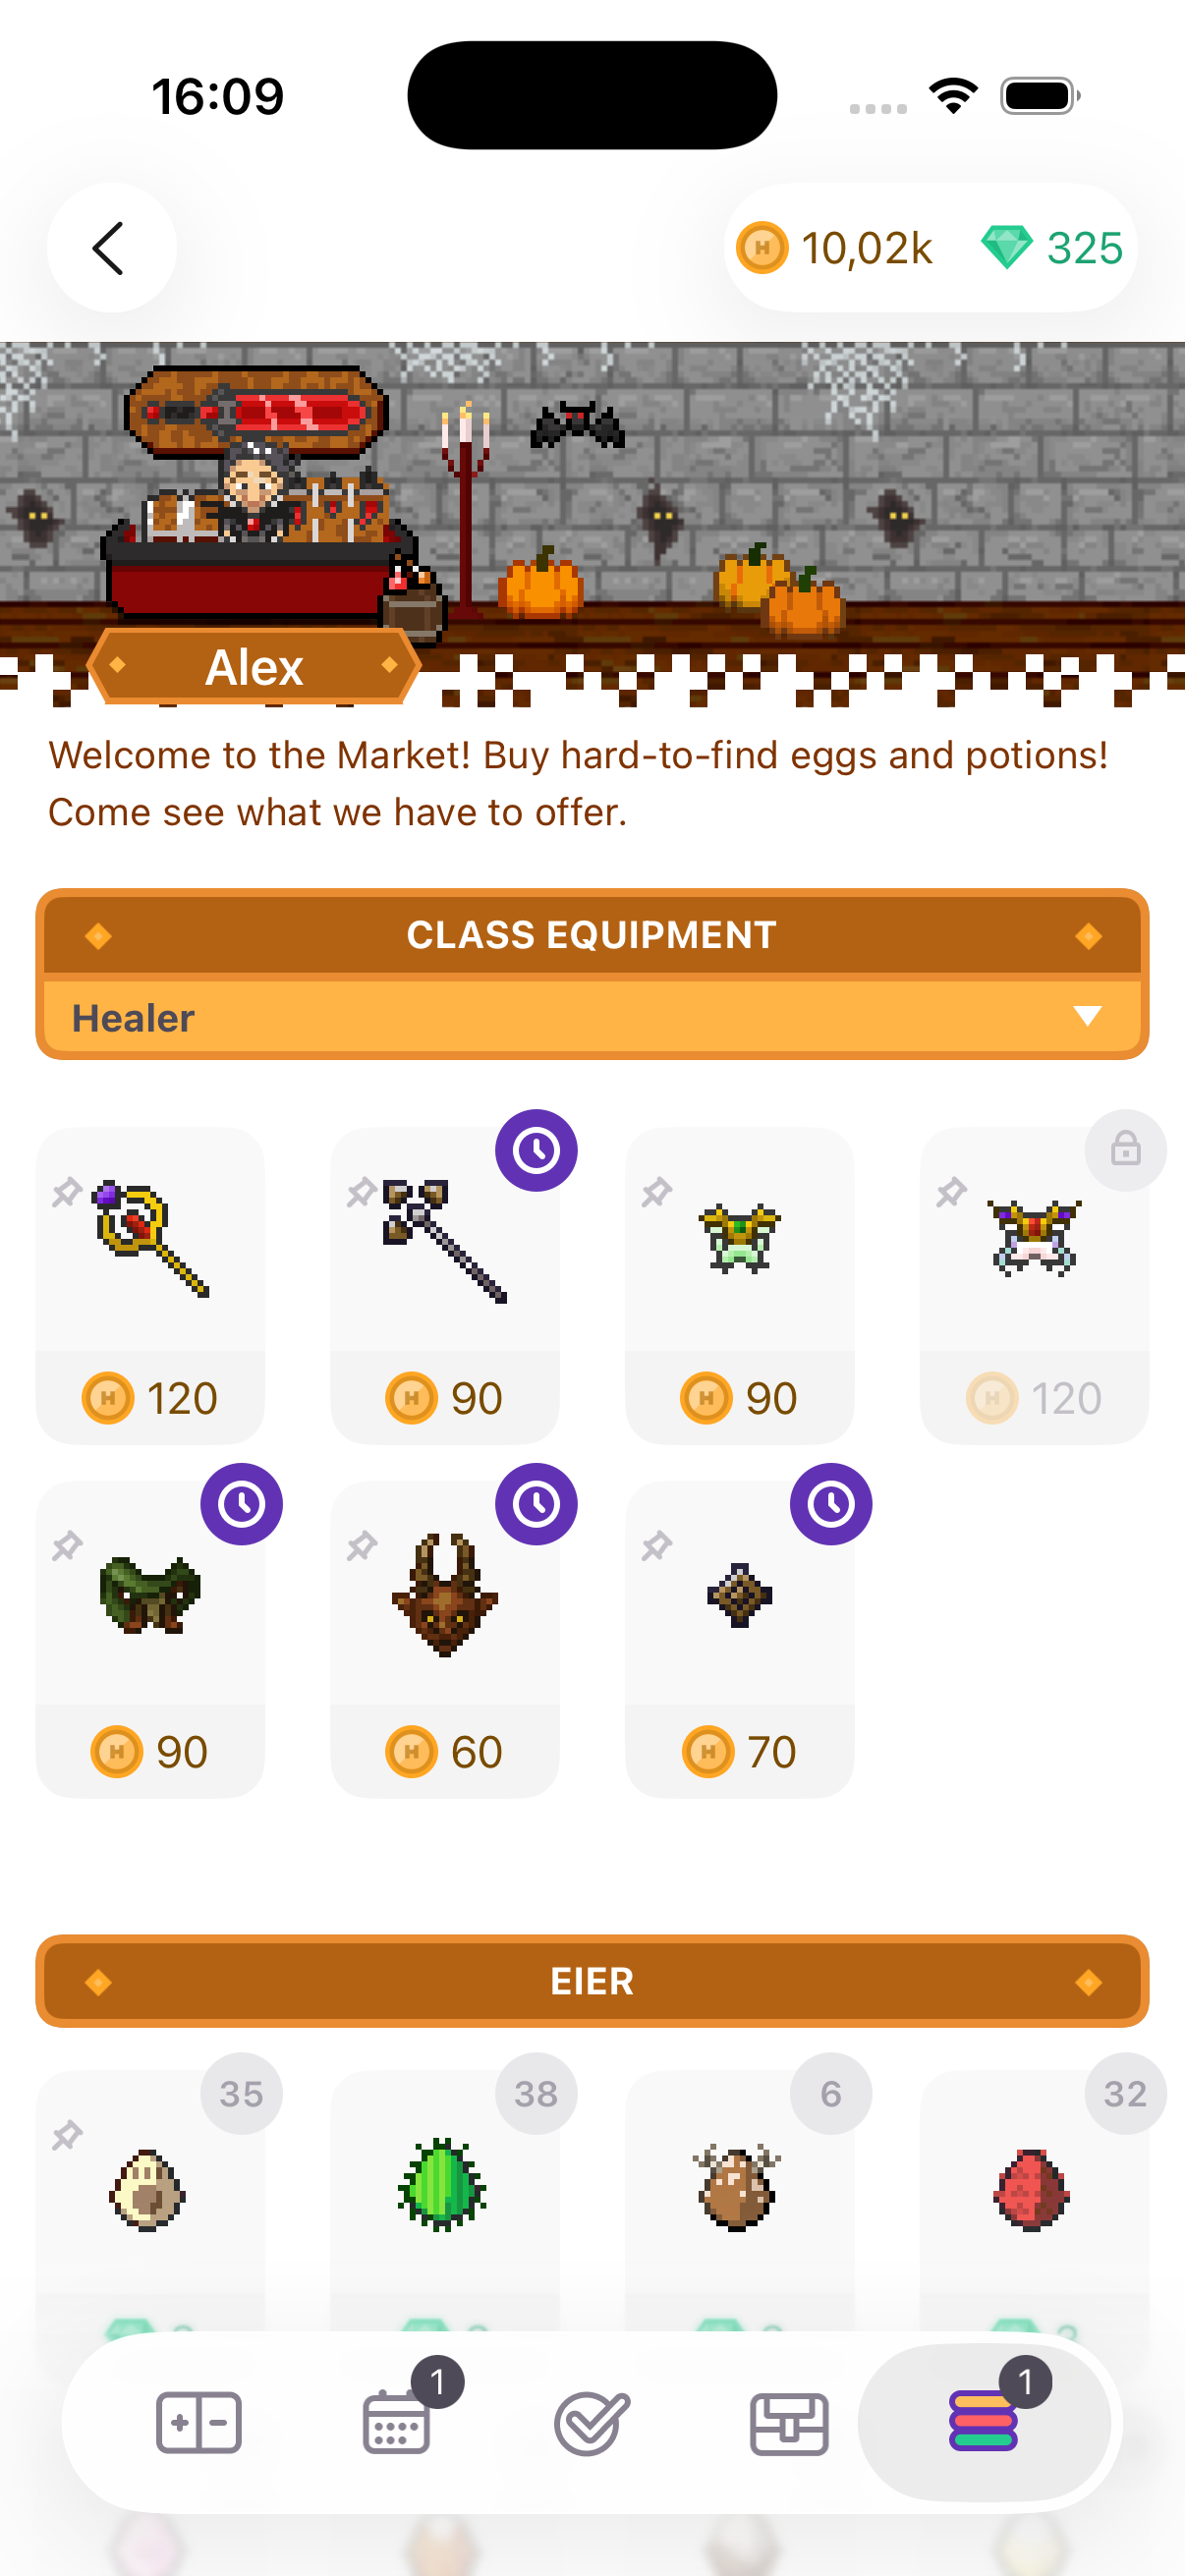 16:09
10,02k 325
Alex
Welcome to the Market! Buy hard-to-find eggs and potions!
Come see what we have to offer.
CLASS EQUIPMENT
Healer
120 90 90 120
90 60 70
EIER
35 38 6 32
1 1